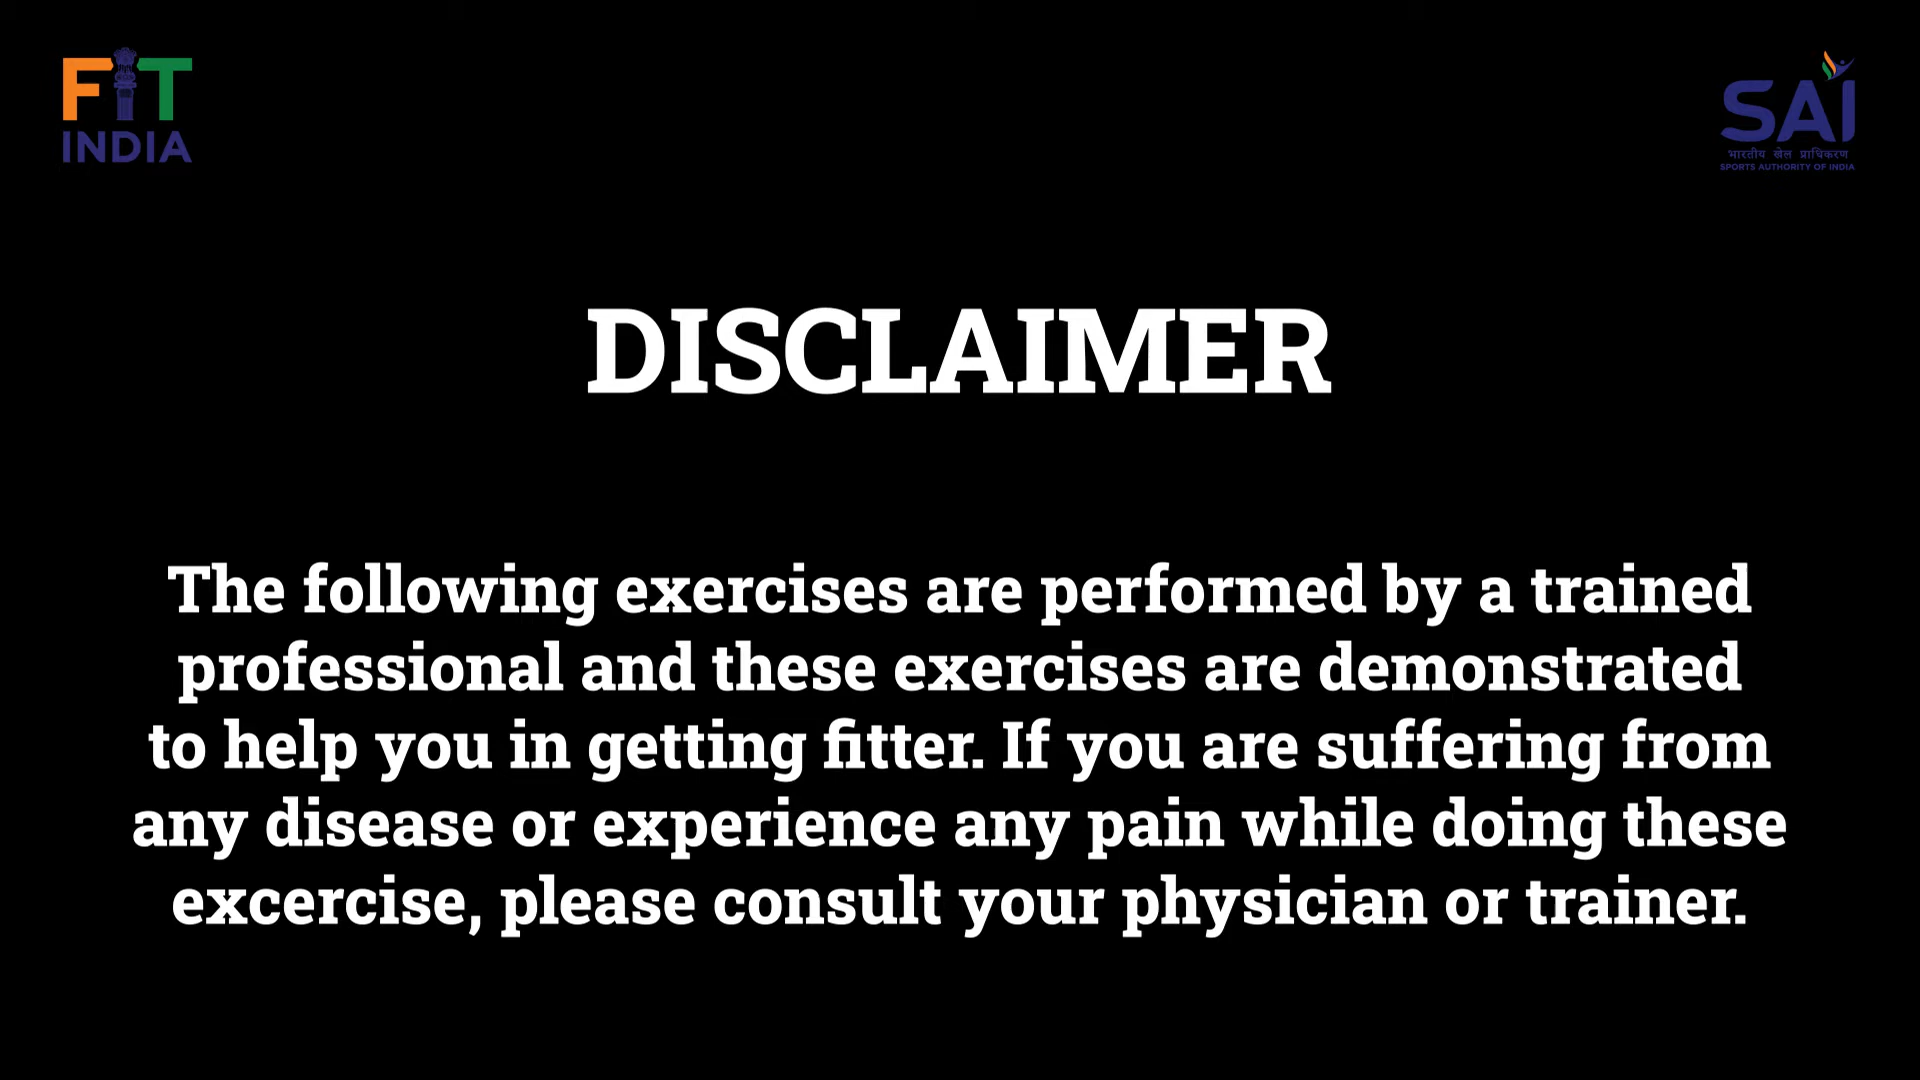 FiT
INDIA
SAI
भारतीय खेल प्राधिकरण
SPORTS AUTHORITY OF INDIA
DISCLAIMER
The following exercises are performed by a trained
professional and these exercises are demonstrated
to help you in getting fitter. If you are suffering from
any disease or experience any pain while doing these
excercise, please consult your physician or trainer.